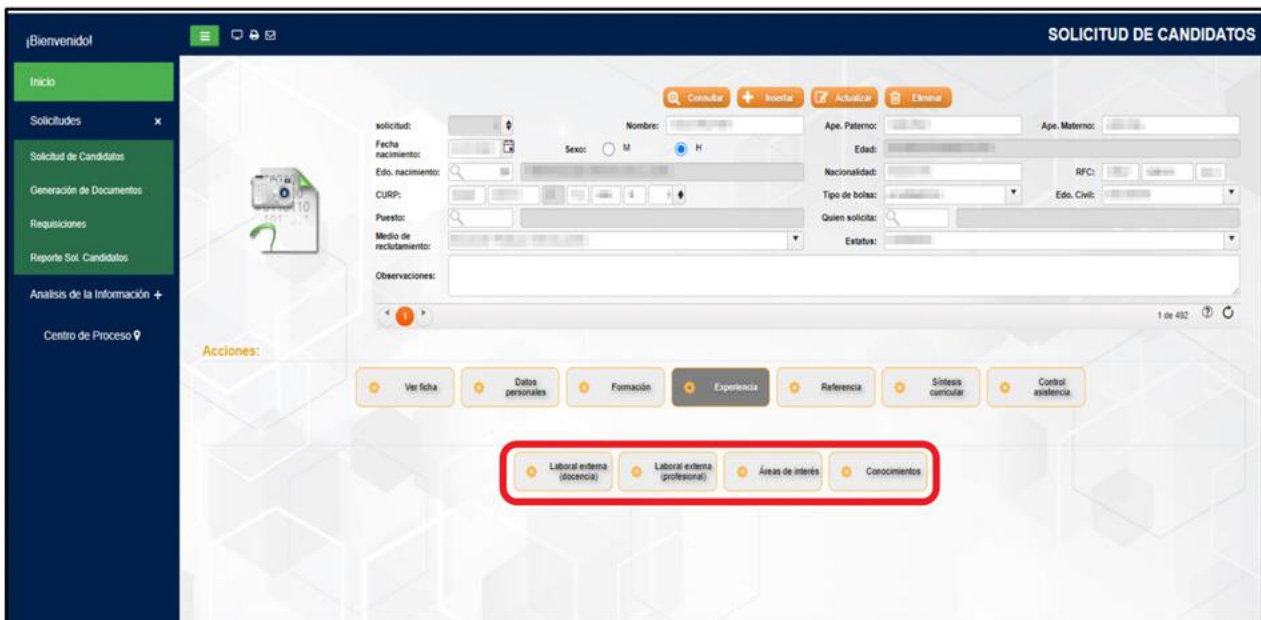 ¡Bienvenido!
SOLICITUD DE CANDIDATOS
Inicio
Solicitudes x
Solicitud de Candidatos
Generación de Documentos
Requisiciones
Reporte Sol. Candidatos
Analisis de la Información +
Centro de Proceso
Consultar Insertar Actualizar Eliminar
solicitud: Nombre: Ape. Paterno: Ape. Materno:
Fecha nacimiento: Sexo: M H Edad:
Edo. nacimiento: Nacionalidad: RFC:
CURP: Tipo de bolsa: Edo. Civil:
Puesto: Quien solicita:
Medio de reclutamiento: Estatus:
Observaciones:
1 1 de 492
Acciones:
Ver ficha Datos personales Formación Experiencia Referencia Síntesis curricular Control asistencia
Laboral externa (docencia) Laboral externa (profesional) Áreas de interés Conocimientos